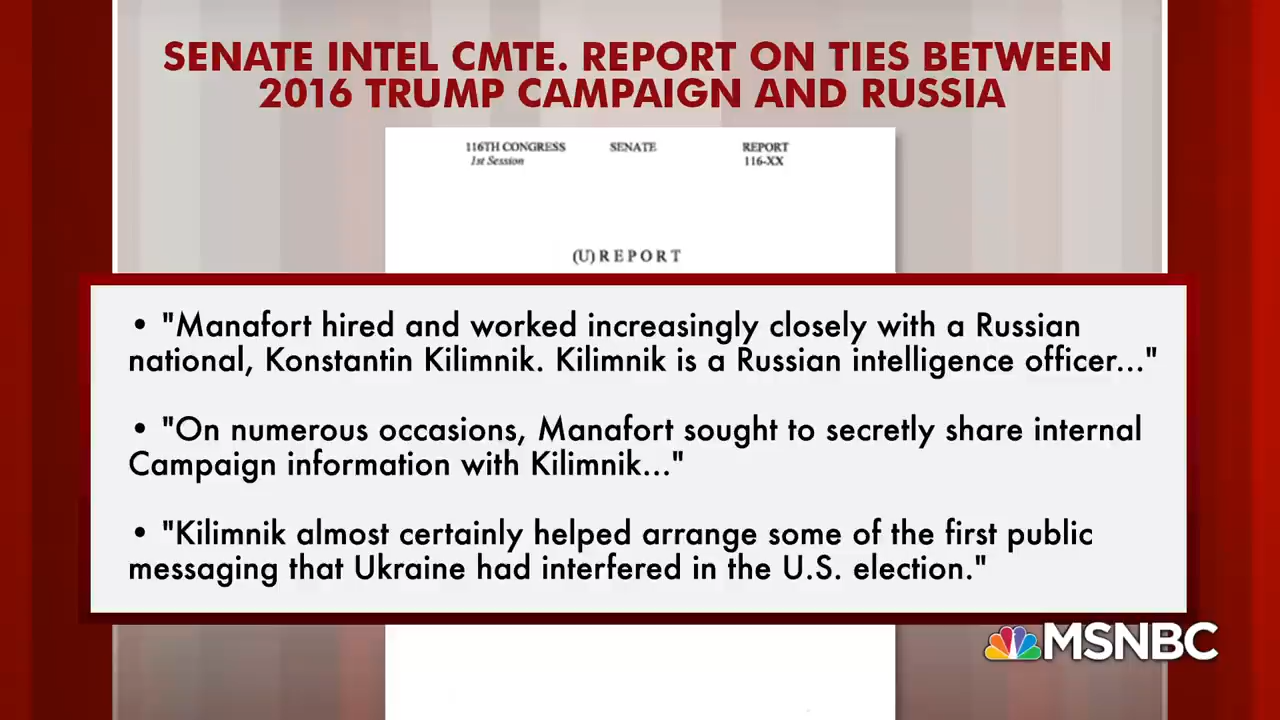 SENATE INTEL CMTE. REPORT ON TIES BETWEEN
2016 TRUMP CAMPAIGN AND RUSSIA
116TH CONGRESS SENATE REPORT
1st Session 116-XX
(U) REPORT
• "Manafort hired and worked increasingly closely with a Russian
national, Konstantin Kilimnik. Kilimnik is a Russian intelligence officer..."
• "On numerous occasions, Manafort sought to secretly share internal
Campaign information with Kilimnik..."
• "Kilimnik almost certainly helped arrange some of the first public
messaging that Ukraine had interfered in the U.S. election."
MSNBC